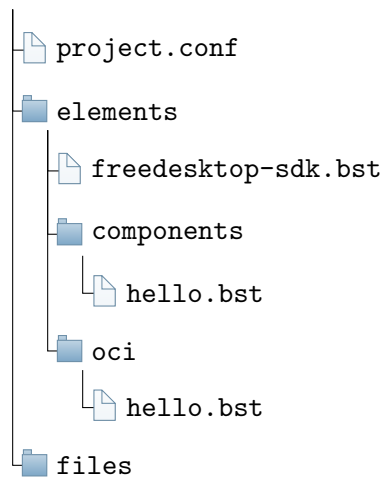 project.conf
elements
freedesktop-sdk.bst
components
hello.bst
oci
hello.bst
files